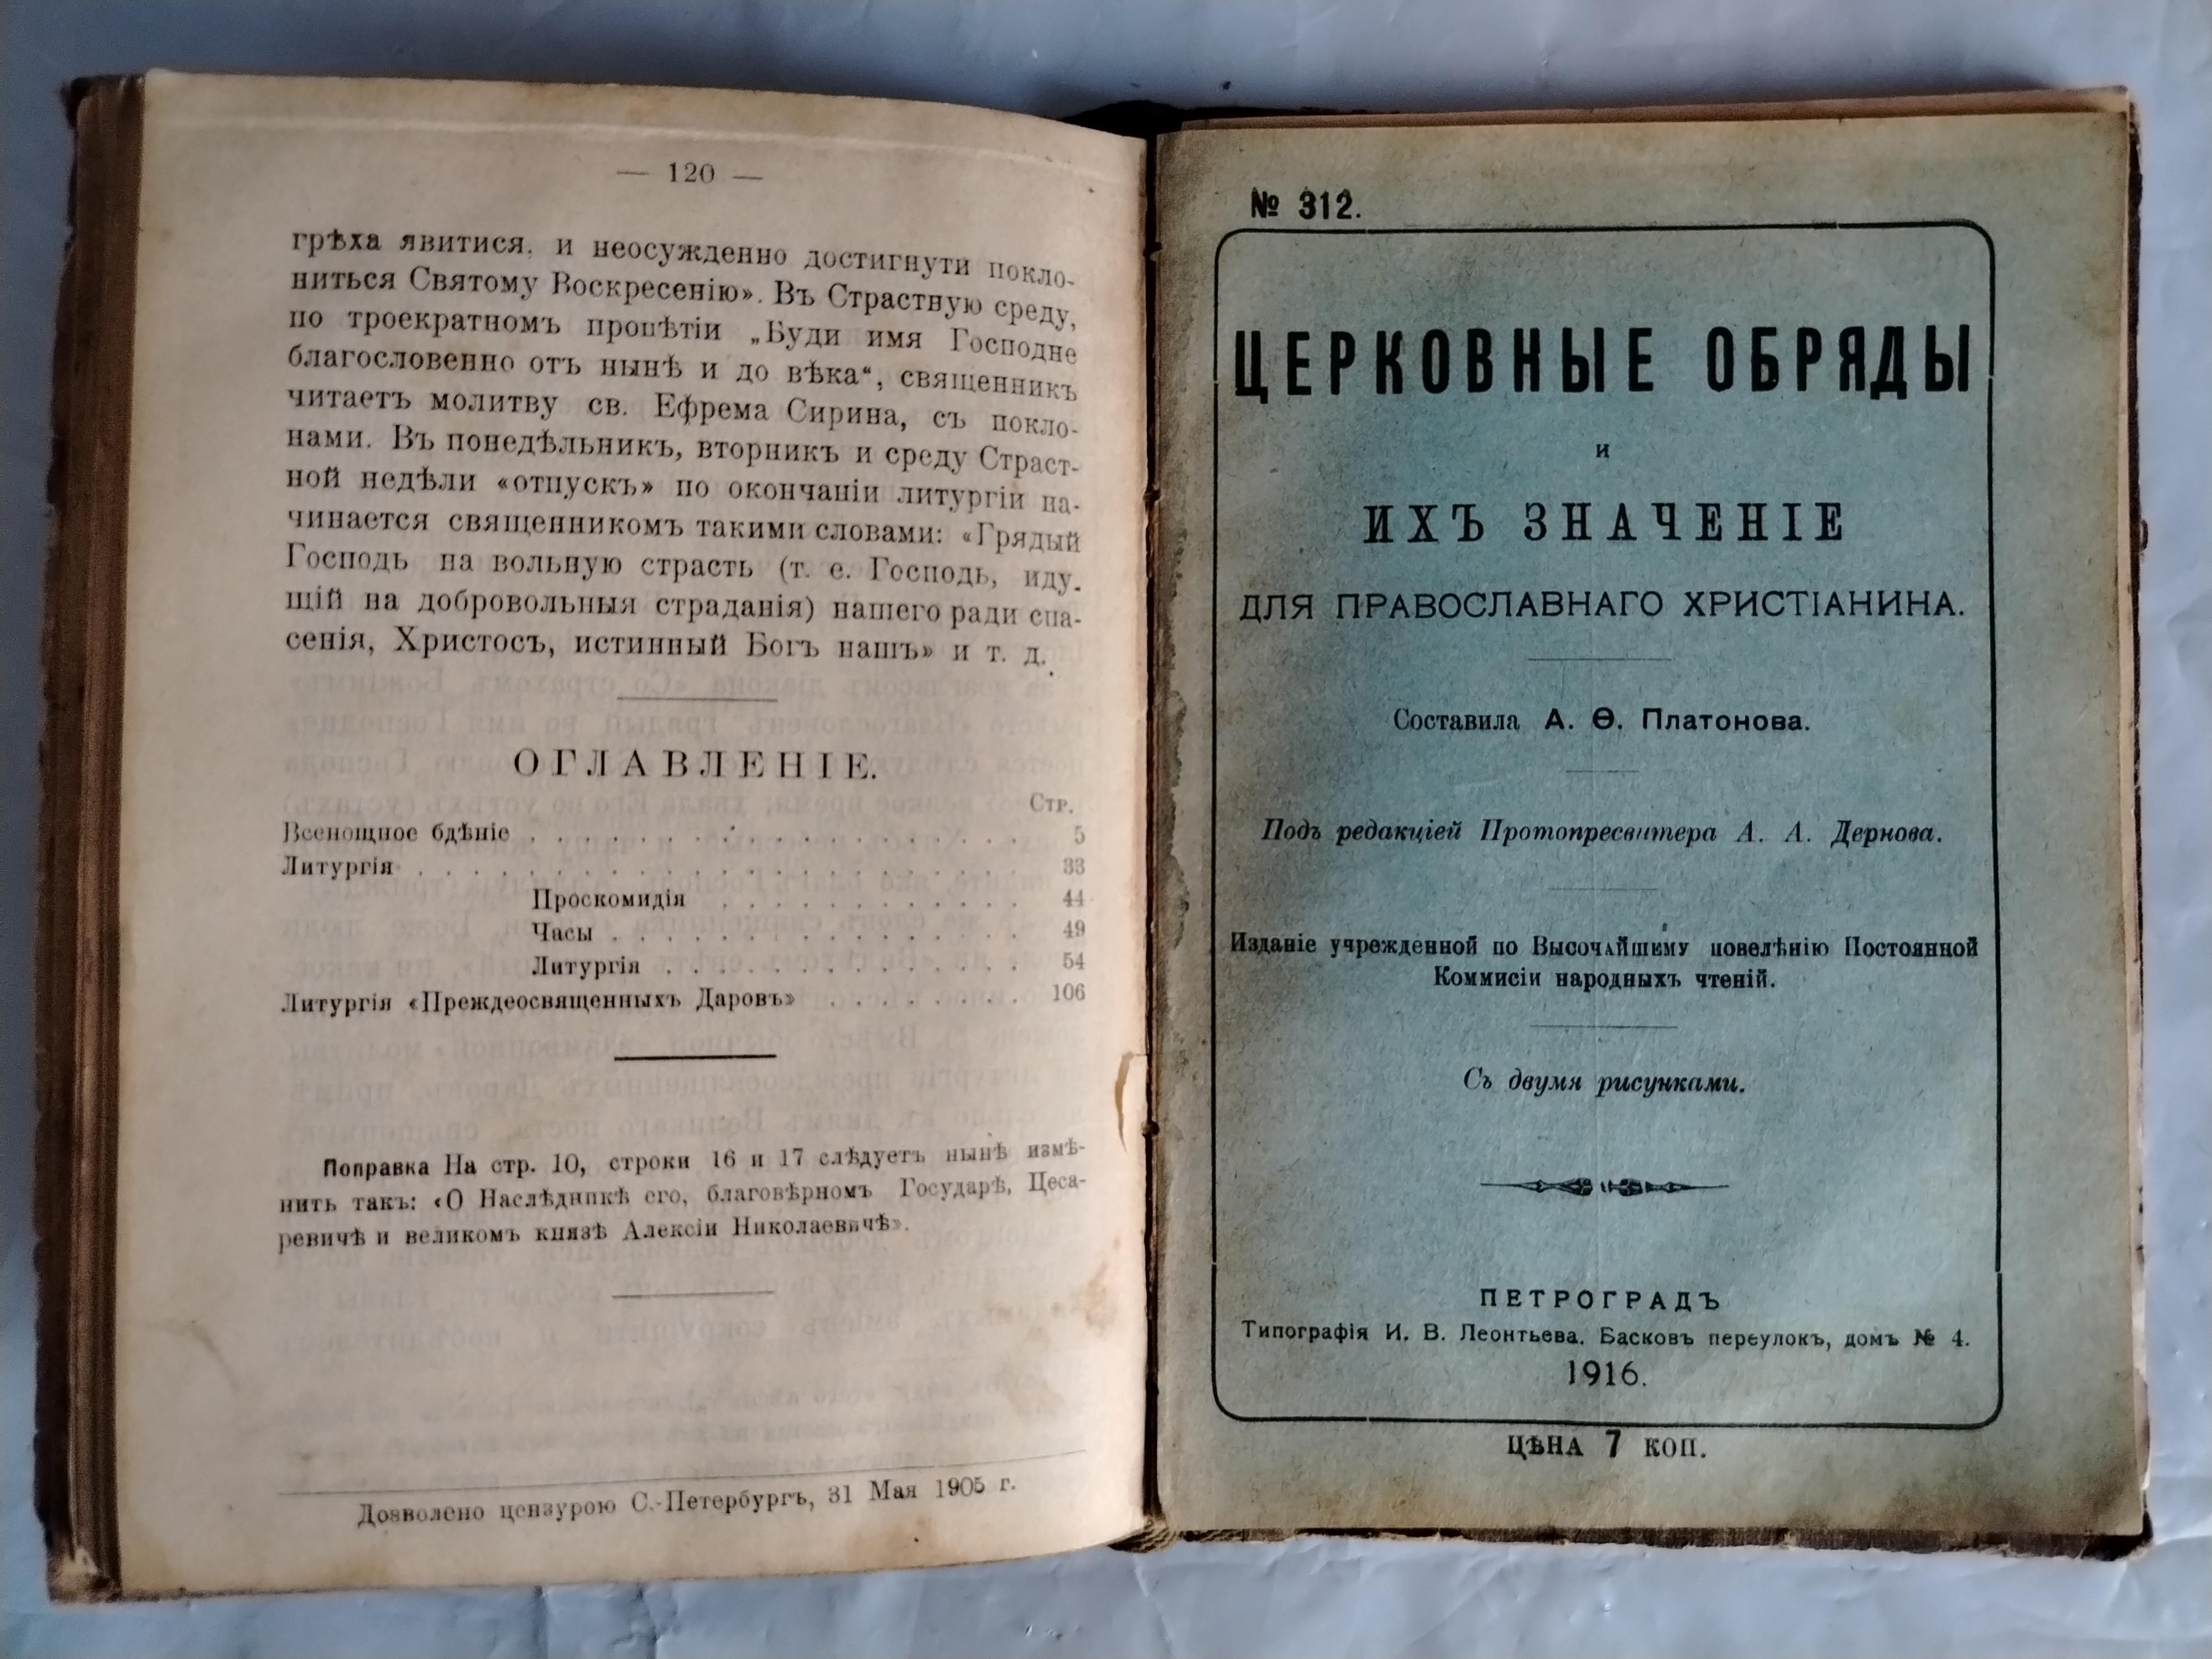 — 120 —
грѣха явитися, и неосужденно достигнути покло-
ниться Святому Воскресенію». Въ Страстную среду,
по троекратномъ пропѣтіи „Буди имя Господне
благословенно отъ нынѣ и до вѣка“, священникъ
читаетъ молитву св. Ефрема Сирина, съ покло-
нами. Въ понедѣльникъ, вторникъ и среду Страст-
ной недѣли «отпускъ» по окончаніи литургіи на-
чинается священникомъ такими словами: «Грядый
Господь на вольную страсть (т. е. Господь, иду-
щій на добровольныя страданія) нашего ради спа-
сенія, Христосъ, истинный Богъ нашъ» и т. д.
ОГЛАВЛЕНІЕ.
Стр.
Всенощное бдѣніе . . . . . . . . . . . . . . . . . . 5
Литургія . . . . . . . . . . . . . . . . . . . . . . 33
Проскомидія . . . . . . . . . . . 44
Часы . . . . . . . . . . . . . . . 49
Литургія . . . . . . . . . . . . . 54
Литургія «Преждеосвященныхъ Даровъ» . . . . . . . . 106
Поправка На стр. 10, строки 16 и 17 слѣдуетъ нынѣ измѣ-
нить такъ: «О Наслѣдникѣ его, благовѣрномъ Государѣ, Цеса-
ревичѣ и великомъ князѣ Алексіи Николаевичѣ».
Дозволено цензурою С.-Петербургъ, 31 Мая 1905 г.
№ 312.
ЦЕРКОВНЫЕ ОБРЯДЫ
и
ИХЪ ЗНАЧЕНІЕ
ДЛЯ ПРАВОСЛАВНАГО ХРИСТІАНИНА.
Составила А. Ѳ. Платонова.
Подъ редакціей Протопресвитера А. А. Дернова.
Изданіе учрежденной по Высочайшему повелѣнію Постоянной
Коммисіи народныхъ чтеній.
Съ двумя рисунками.
ПЕТРОГРАДЪ
Типографія И. В. Леонтьева. Басковъ переулокъ, домъ № 4.
1916.
ЦѢНА 7 КОП.